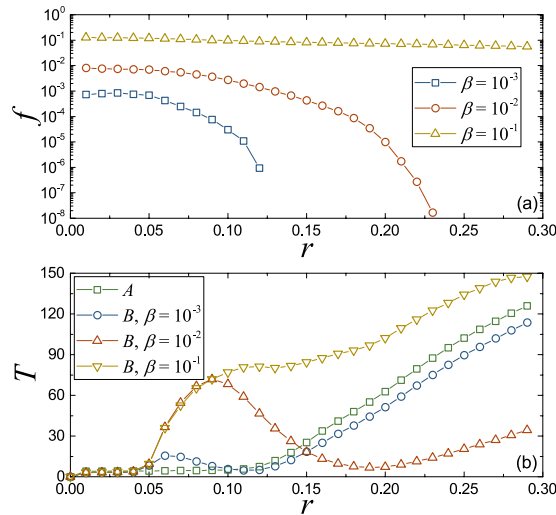 10⁰
10⁻¹
10⁻²
10⁻³
10⁻⁴
10⁻⁵
10⁻⁶
10⁻⁷
10⁻⁸
f
β = 10⁻³
β = 10⁻²
β = 10⁻¹
(a)
0.00 0.05 0.10 0.15 0.20 0.25 0.30
r
150
120
90
60
30
0
T
A
B, β = 10⁻³
B, β = 10⁻²
B, β = 10⁻¹
(b)
0.00 0.05 0.10 0.15 0.20 0.25 0.30
r